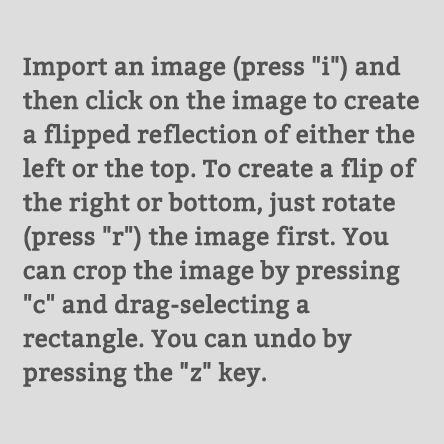 Import an image (press "i") and
then click on the image to create
a flipped reflection of either the
left or the top. To create a flip of
the right or bottom, just rotate
(press "r") the image first. You
can crop the image by pressing
"c" and drag-selecting a
rectangle. You can undo by
pressing the "z" key.